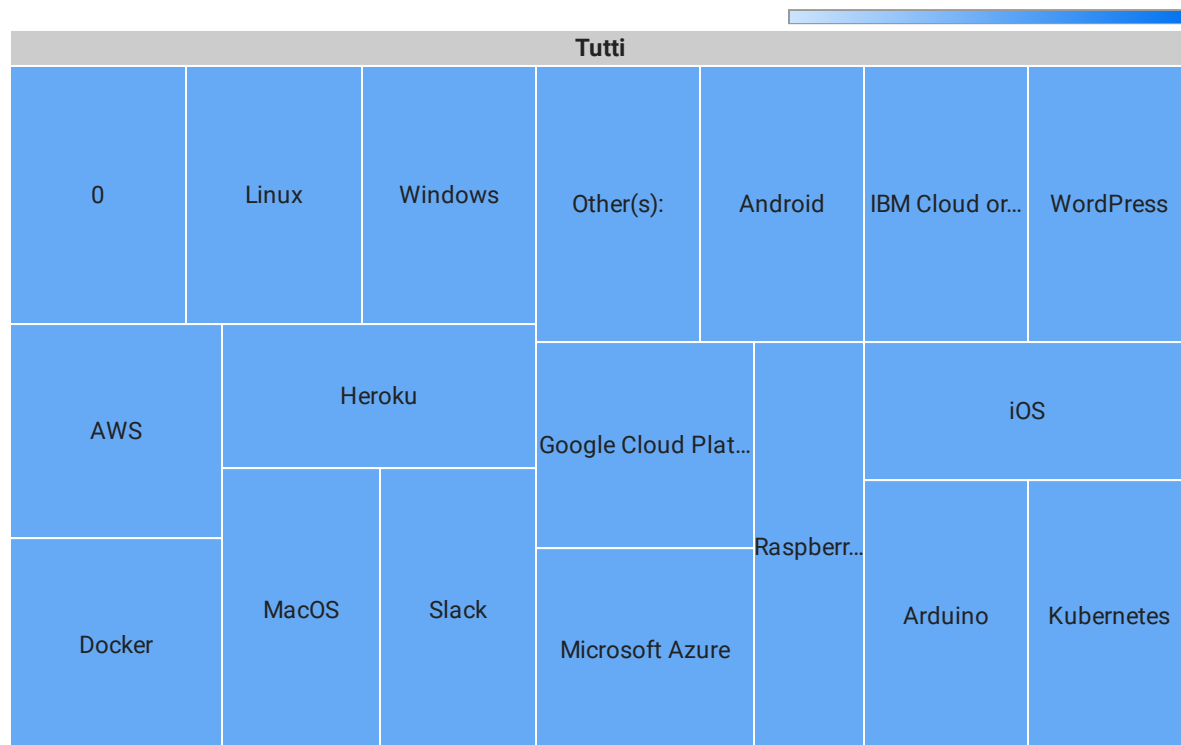 Tutti
0
Linux
Windows
Other(s):
Android
IBM Cloud or...
WordPress
AWS
Heroku
Google Cloud Plat...
iOS
Docker
MacOS
Slack
Microsoft Azure
Raspberr...
Arduino
Kubernetes